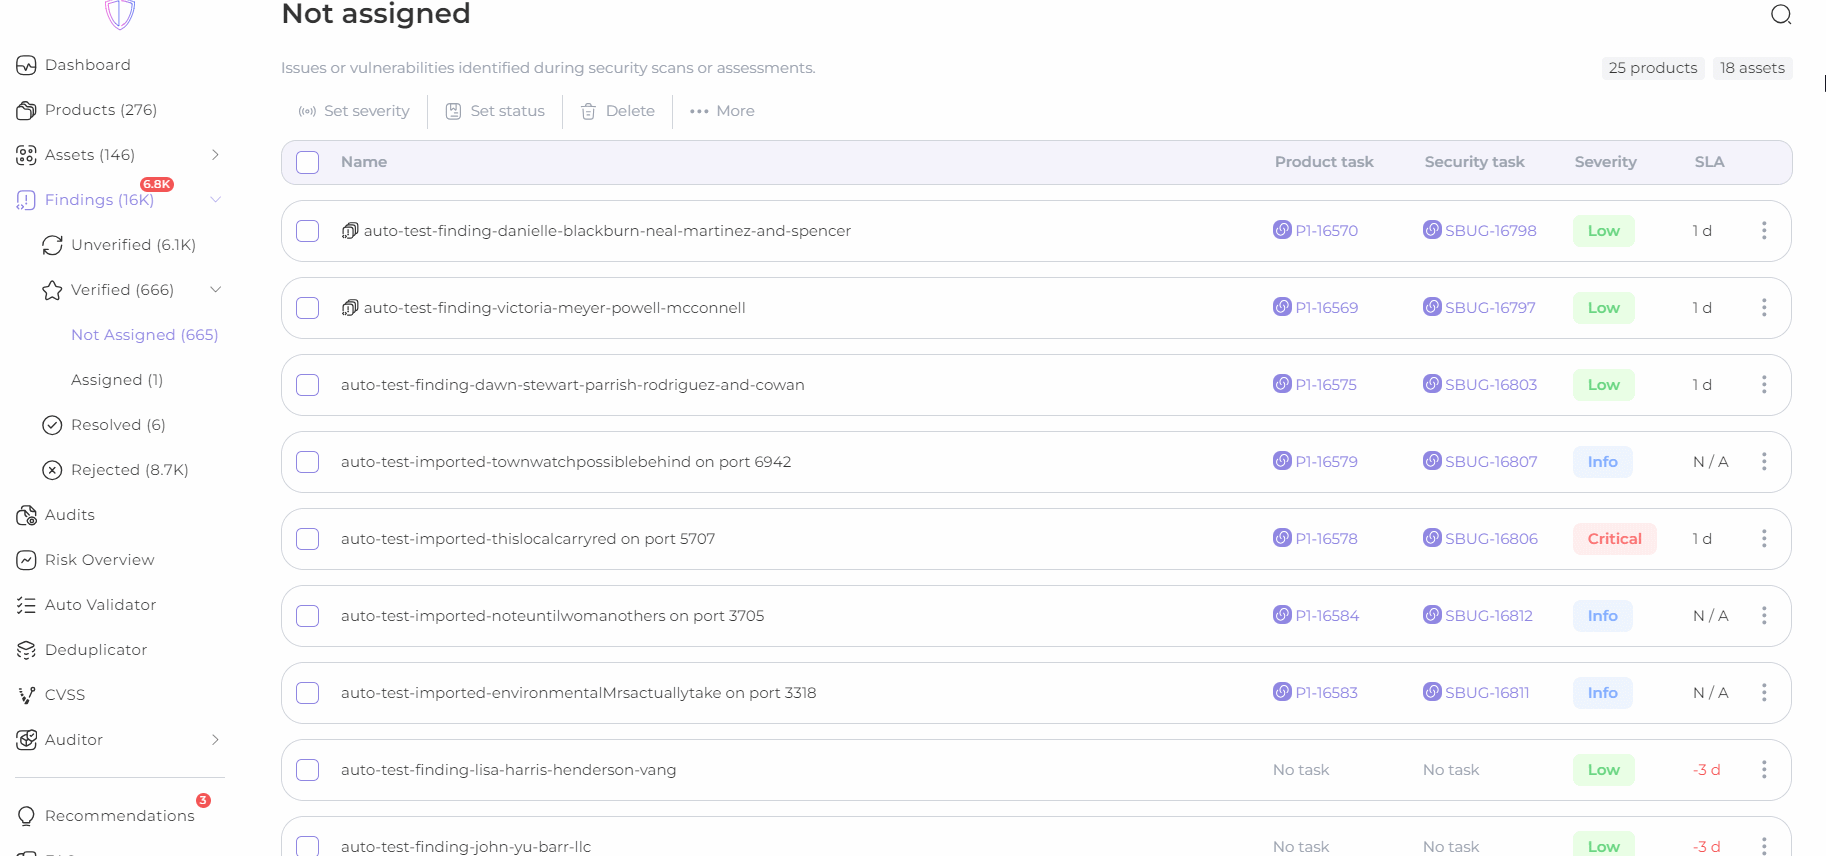 Not assigned
Issues or vulnerabilities identified during security scans or assessments.
25 products 18 assets
Set severity Set status Delete More
Dashboard
Products (276)
Assets (146)
6.8K
Findings (16K)
Unverified (6.1K)
Verified (666)
Not Assigned (665)
Assigned (1)
Resolved (6)
Rejected (8.7K)
Audits
Risk Overview
Auto Validator
Deduplicator
CVSS
Auditor
3
Recommendations
Name Product task Security task Severity SLA
auto-test-finding-danielle-blackburn-neal-martinez-and-spencer P1-16570 SBUG-16798 Low 1 d
auto-test-finding-victoria-meyer-powell-mcconnell P1-16569 SBUG-16797 Low 1 d
auto-test-finding-dawn-stewart-parrish-rodriguez-and-cowan P1-16575 SBUG-16803 Low 1 d
auto-test-imported-townwatchpossiblebehind on port 6942 P1-16579 SBUG-16807 Info N / A
auto-test-imported-thislocalcarryred on port 5707 P1-16578 SBUG-16806 Critical 1 d
auto-test-imported-noteuntilwomanothers on port 3705 P1-16584 SBUG-16812 Info N / A
auto-test-imported-environmentalMrsactuallytake on port 3318 P1-16583 SBUG-16811 Info N / A
auto-test-finding-lisa-harris-henderson-vang No task No task Low -3 d
auto-test-finding-john-yu-barr-llc No task No task Low -3 d